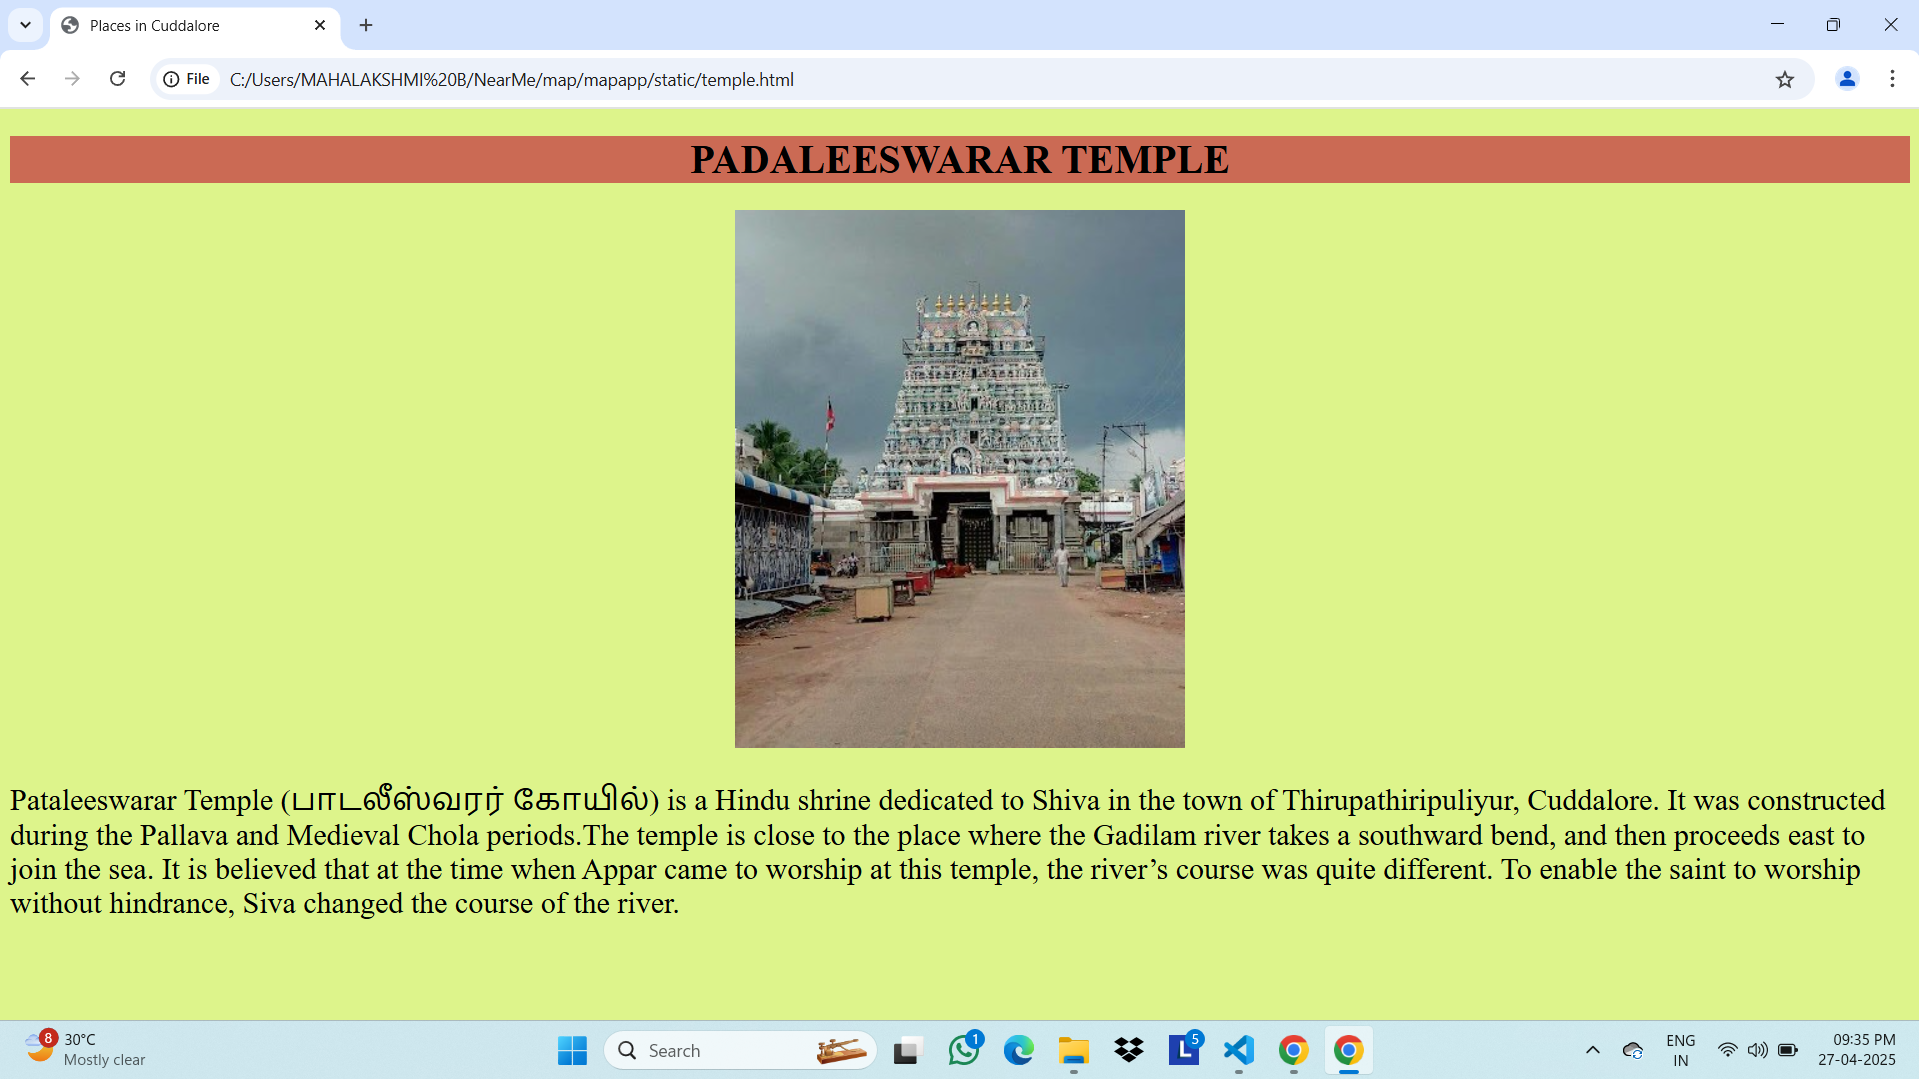 Places in Cuddalore
File
C:/Users/MAHALAKSHMI%20B/NearMe/map/mapapp/static/temple.html
PADALEESWARAR TEMPLE
Pataleeswarar Temple (பாடலீஸ்வரர் கோயில்) is a Hindu shrine dedicated to Shiva in the town of Thirupathiripuliyur, Cuddalore. It was constructed
during the Pallava and Medieval Chola periods.The temple is close to the place where the Gadilam river takes a southward bend, and then proceeds east to
join the sea. It is believed that at the time when Appar came to worship at this temple, the river’s course was quite different. To enable the saint to worship
without hindrance, Siva changed the course of the river.
8
30°C
Mostly clear
Search
1
L
5
ENG
IN
09:35 PM
27-04-2025